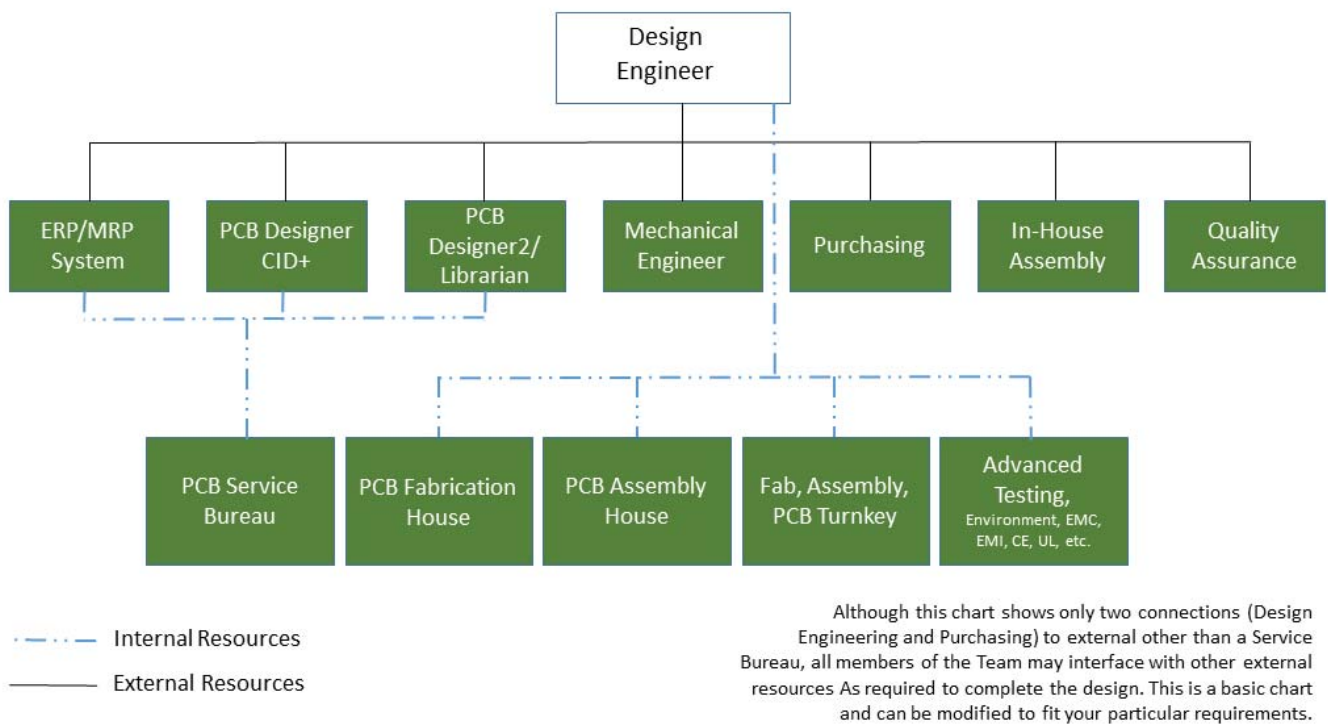 Design
Engineer
ERP/MRP
System
PCB Designer
CID+
PCB
Designer2/
Librarian
Mechanical
Engineer
Purchasing
In-House
Assembly
Quality
Assurance
PCB Service
Bureau
PCB Fabrication
House
PCB Assembly
House
Fab, Assembly,
PCB Turnkey
Advanced
Testing,
Environment, EMC,
EMI, CE, UL, etc.
Internal Resources
External Resources
Although this chart shows only two connections (Design
Engineering and Purchasing) to external other than a Service
Bureau, all members of the Team may interface with other external
resources As required to complete the design. This is a basic chart
and can be modified to fit your particular requirements.